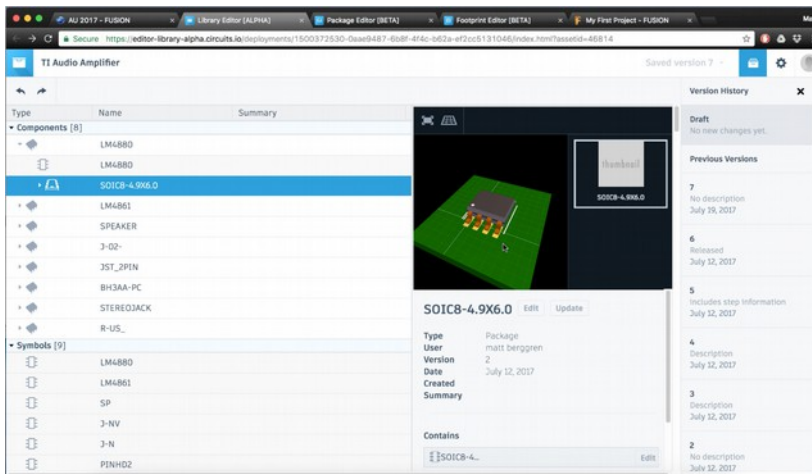 AU 2017 - FUSION
Library Editor [ALPHA]
Package Editor [BETA]
Footprint Editor [BETA]
My First Project - FUSION
Ma
Secure https://editor-library-alpha.circuits.io/deployments/1500372530-0aae9487-6b8f-4f4c-b62a-ef2cc5131046/index.html?assetid=46814
TI Audio Amplifier
Saved version 7
Type Name Summary
Components [8]
LM4880
LM4880
SOIC8-4.9X6.0
LM4861
SPEAKER
J-02-
JST_2PIN
BH3AA-PC
STEREOJACK
R-US_
Symbols [9]
LM4880
LM4861
SP
J-NV
J-N
PINHD2
thumbnail
SOIC8-4.9X6.0
SOIC8-4.9X6.0 Edit Update
Type Package
User matt berggren
Version 2
Date July 12, 2017
Created
Summary
Contains
SOIC8-4... Edit
Version History
Draft
No new changes yet.
Previous Versions
7
No description
July 19, 2017
6
Released
July 12, 2017
5
Includes step information
July 12, 2017
4
Description
July 12, 2017
3
Description
July 12, 2017
2
No description
July 12, 2017